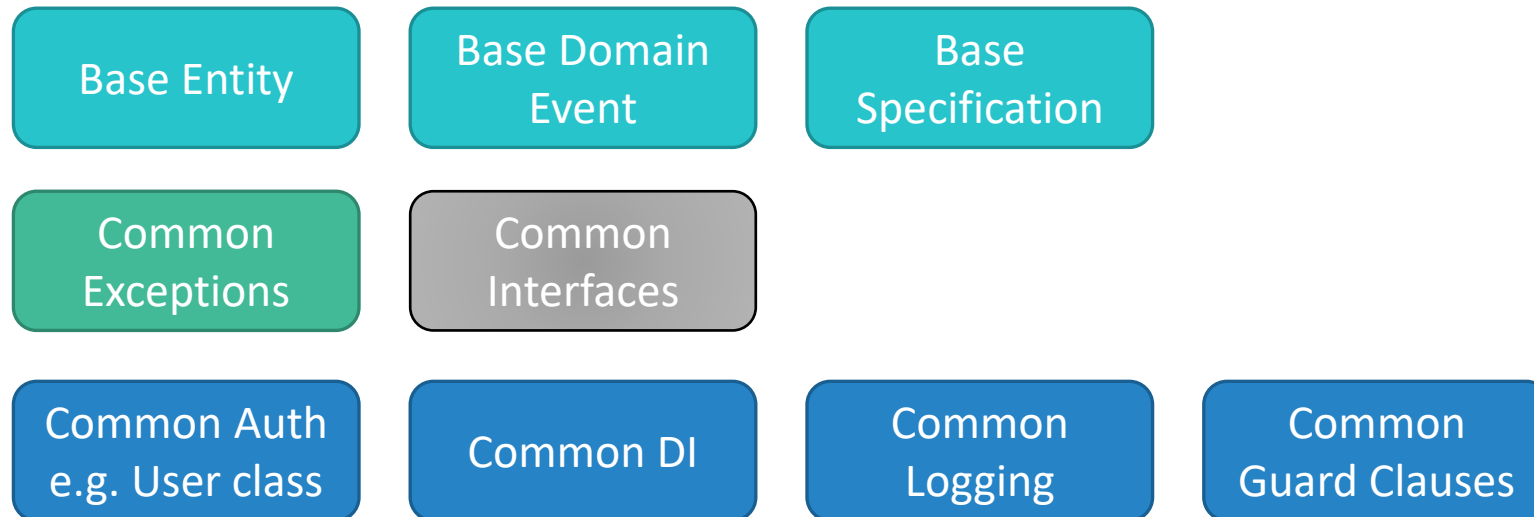 Base Entity
Base Domain
Event
Base
Specification
Common
Exceptions
Common
Interfaces
Common Auth
e.g. User class
Common DI
Common
Logging
Common
Guard Clauses